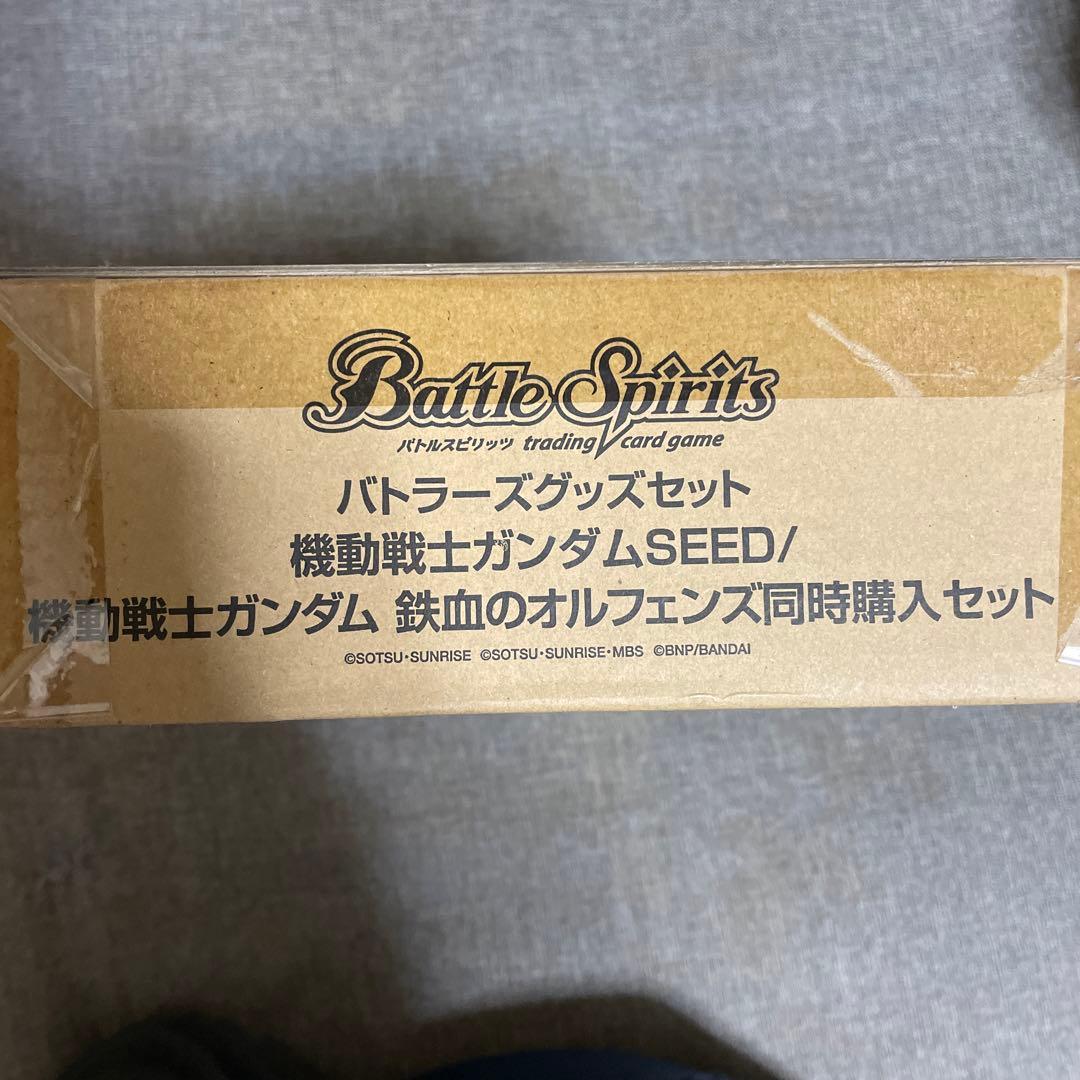 Battle Spirits
バトルスピリッツ trading card game
バトラーズグッズセット
機動戦士ガンダムSEED/
機動戦士ガンダム 鉄血のオルフェンズ同時購入セット
©SOTSU・SUNRISE ©SOTSU・SUNRISE・MBS ©BNP/BANDAI